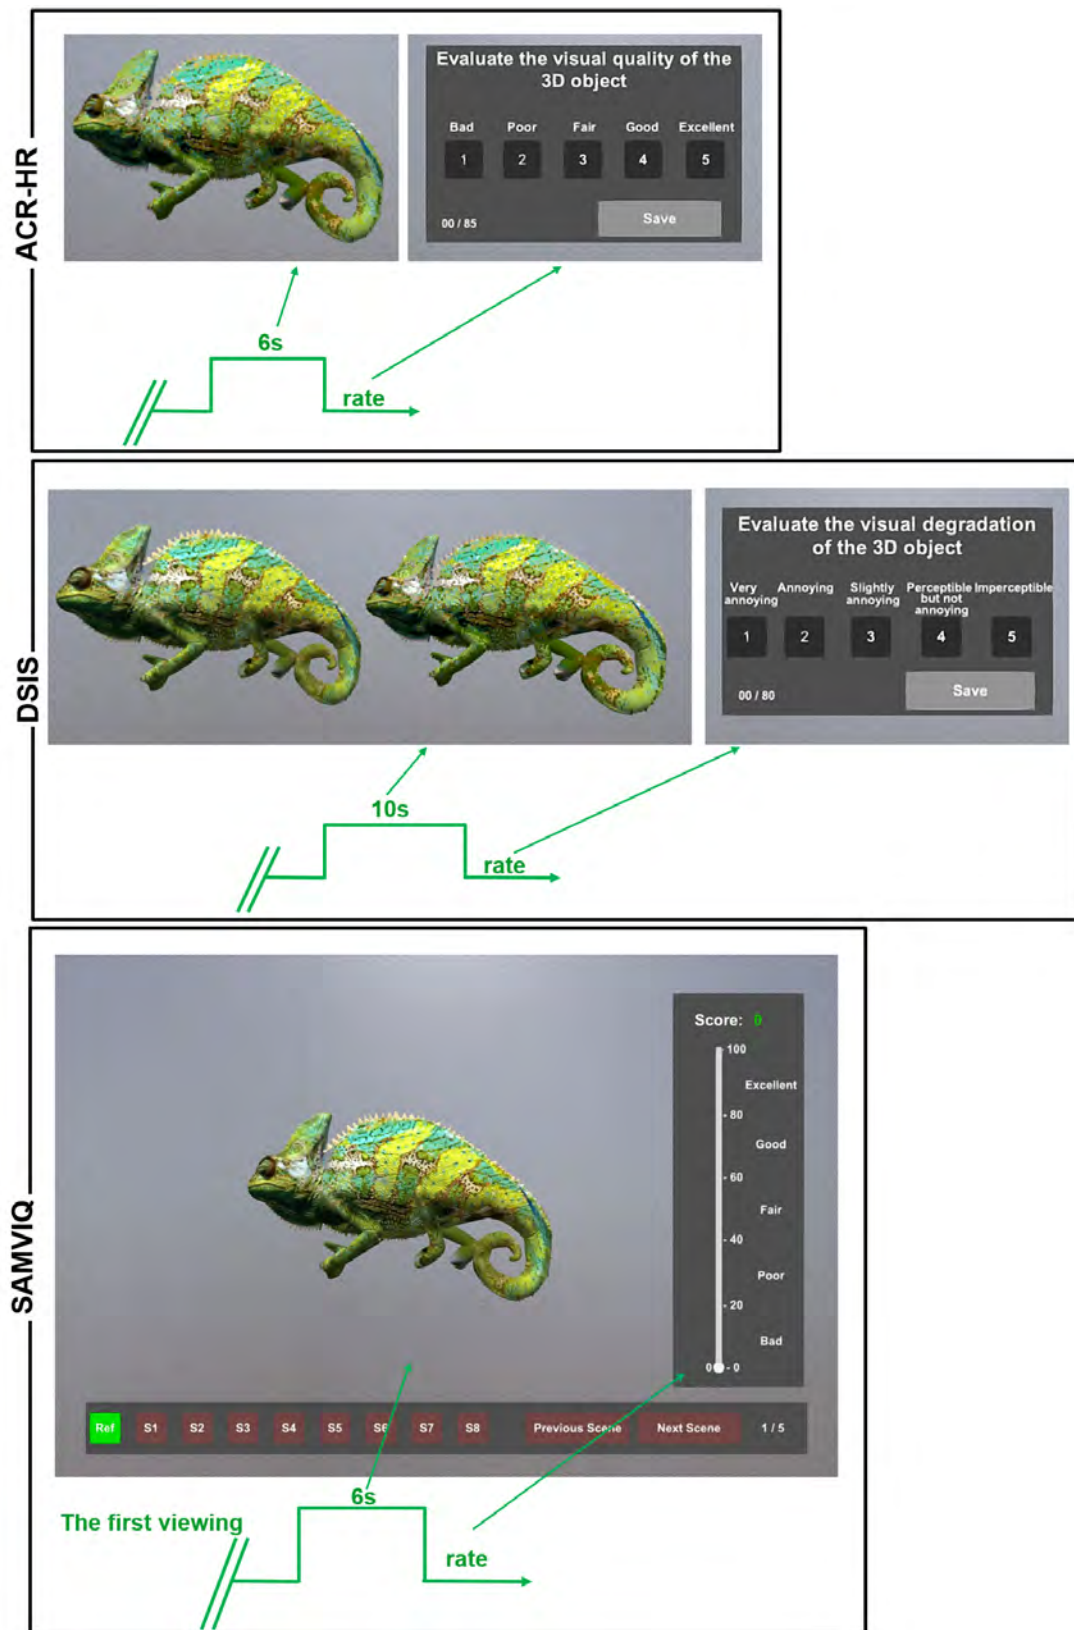 ACR-HR
Evaluate the visual quality of the
3D object
Bad Poor Fair Good Excellent
1 2 3 4 5
00 / 85 Save
6s
rate
DSIS
Evaluate the visual degradation
of the 3D object
Very annoying Annoying Slightly annoying Perceptible but not annoying Imperceptible
1 2 3 4 5
00 / 80 Save
10s
rate
SAMVIQ
Score: 0
- 100
Excellent
- 80
Good
- 60
Fair
- 40
Poor
- 20
Bad
0 - 0
Ref S1 S2 S3 S4 S5 S6 S7 S8 Previous Scene Next Scene 1 / 5
6s
The first viewing
rate